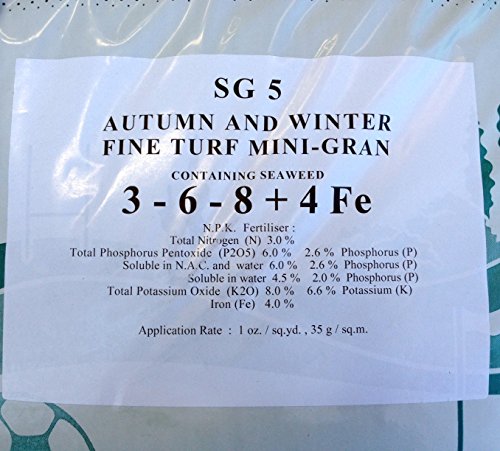 SG 5
AUTUMN AND WINTER
FINE TURF MINI-GRAN
CONTAINING SEAWEED
3 - 6 - 8 + 4 Fe
N.P.K. Fertiliser :
Total Nitrogen (N) 3.0 %
Total Phosphorus Pentoxide (P2O5) 6.0 % 2.6 % Phosphorus (P)
Soluble in N.A.C. and water 6.0 % 2.6 % Phosphorus (P)
Soluble in water 4.5 % 2.0 % Phosphorus (P)
Total Potassium Oxide (K2O) 8.0 % 6.6 % Potassium (K)
Iron (Fe) 4.0 %
Application Rate : 1 oz. / sq.yd. , 35 g / sq.m.